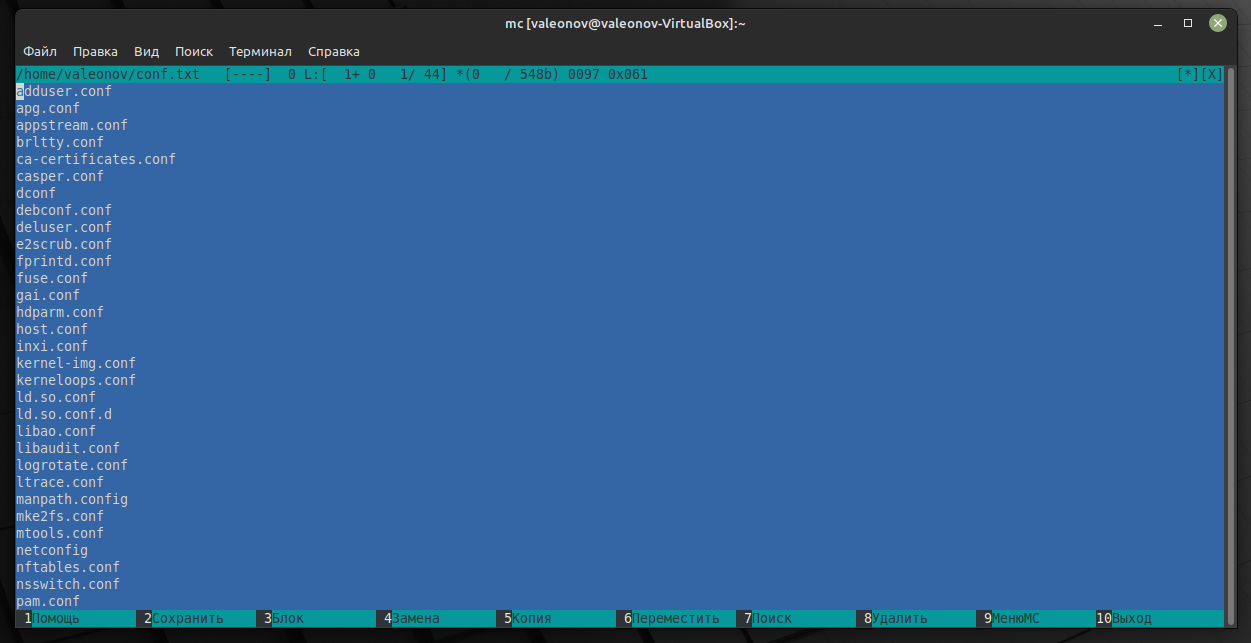 mc [valeonov@valeonov-VirtualBox]:~
Файл Правка Вид Поиск Терминал Справка
/home/valeonov/conf.txt   [----]  0 L:[  1+ 0   1/ 44] *(0   / 548b) 0097 0x061 [*][X]
adduser.conf
apg.conf
appstream.conf
brltty.conf
ca-certificates.conf
casper.conf
dconf
debconf.conf
deluser.conf
e2scrub.conf
fprintd.conf
fuse.conf
gai.conf
hdparm.conf
host.conf
inxi.conf
kernel-img.conf
kerneloops.conf
ld.so.conf
ld.so.conf.d
libao.conf
libaudit.conf
logrotate.conf
ltrace.conf
manpath.config
mke2fs.conf
mtools.conf
netconfig
nftables.conf
nsswitch.conf
pam.conf
1Помощь 2Сохранить 3Блок 4Замена 5Копия 6Переместить 7Поиск 8Удалить 9МенюМС 10Выход